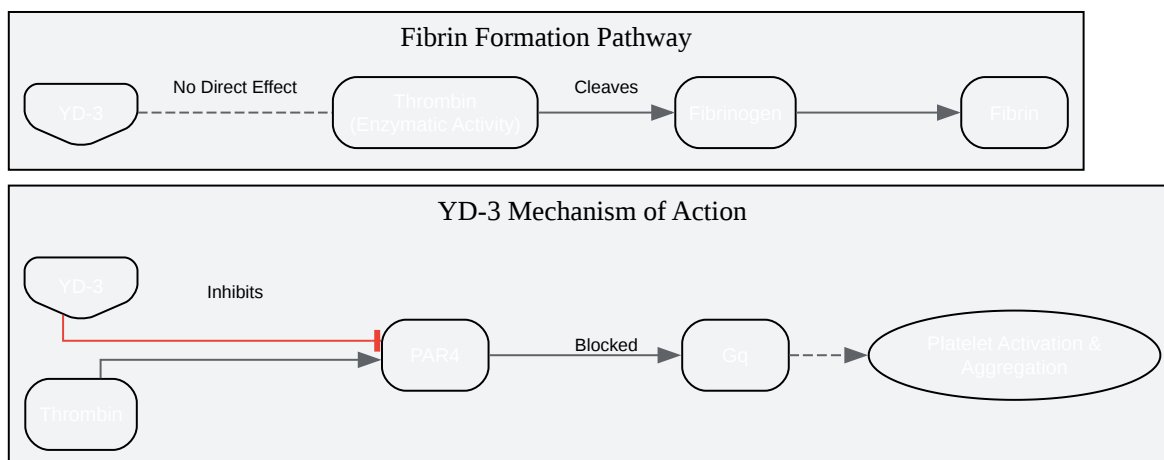 Fibrin Formation Pathway
YD-3
No Direct Effect
Thrombin
(Enzymatic Activity)
Cleaves
Fibrinogen
Fibrin
YD-3 Mechanism of Action
YD-3
Inhibits
Thrombin
PAR4
Blocked
Gq
Platelet Activation &
Aggregation